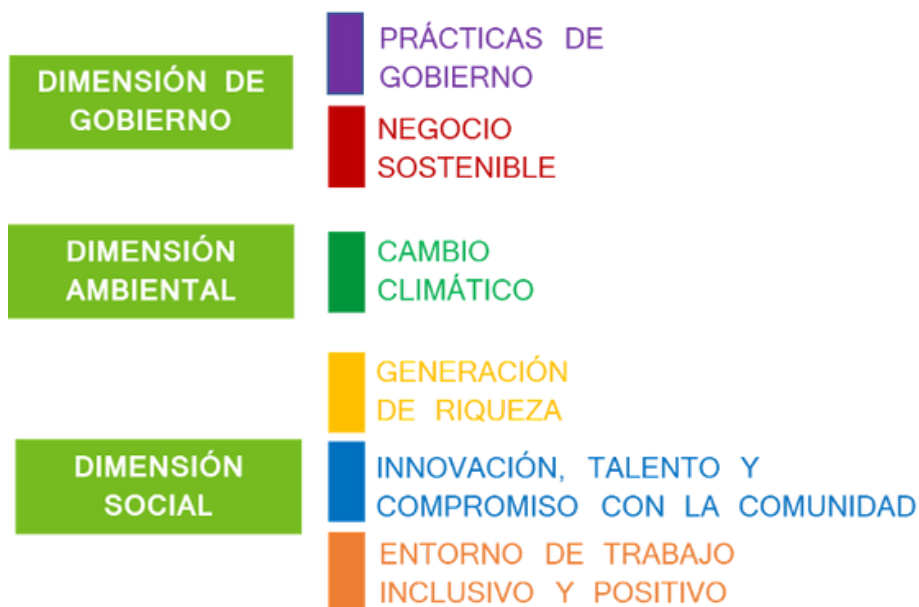 DIMENSIÓN DE
GOBIERNO
PRÁCTICAS DE
GOBIERNO
NEGOCIO
SOSTENIBLE
DIMENSIÓN
AMBIENTAL
CAMBIO
CLIMÁTICO
DIMENSIÓN
SOCIAL
GENERACIÓN
DE RIQUEZA
INNOVACIÓN, TALENTO Y
COMPROMISO CON LA COMUNIDAD
ENTORNO DE TRABAJO
INCLUSIVO Y POSITIVO